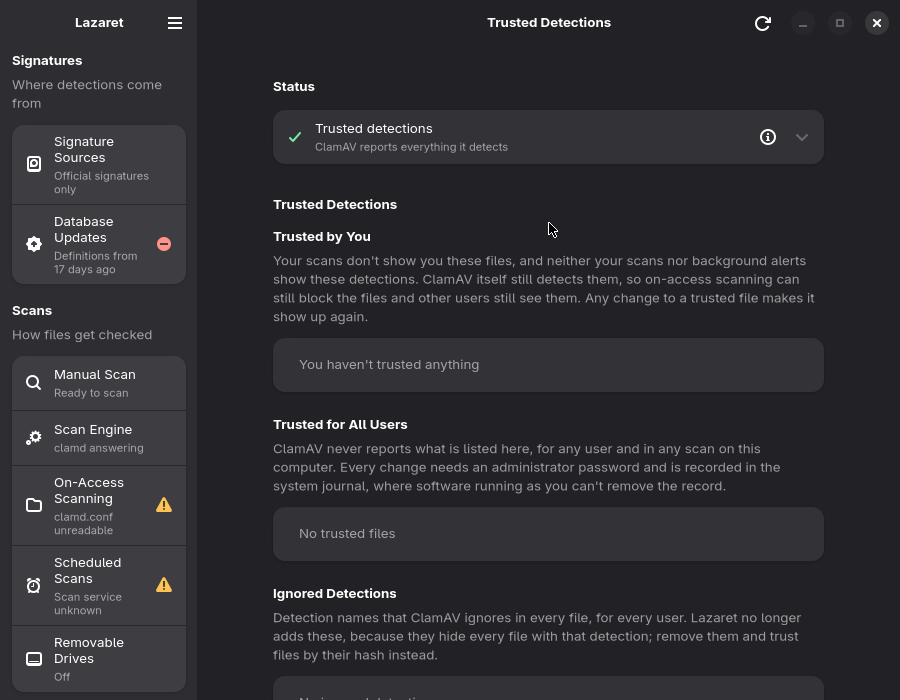 Lazaret
Signatures
Where detections come
from
Signature
Sources
Official signatures
only
Database
Updates
Definitions from
17 days ago
Scans
How files get checked
Manual Scan
Ready to scan
Scan Engine
clamd answering
On-Access
Scanning
clamd.conf
unreadable
Scheduled
Scans
Scan service
unknown
Removable
Drives
Off
Trusted Detections
Status
Trusted detections
ClamAV reports everything it detects
Trusted Detections
Trusted by You
Your scans don't show you these files, and neither your scans nor background alerts
show these detections. ClamAV itself still detects them, so on-access scanning can
still block the files and other users still see them. Any change to a trusted file makes it
show up again.
You haven't trusted anything
Trusted for All Users
ClamAV never reports what is listed here, for any user and in any scan on this
computer. Every change needs an administrator password and is recorded in the
system journal, where software running as you can't remove the record.
No trusted files
Ignored Detections
Detection names that ClamAV ignores in every file, for every user. Lazaret no longer
adds these, because they hide every file with that detection; remove them and trust
files by their hash instead.